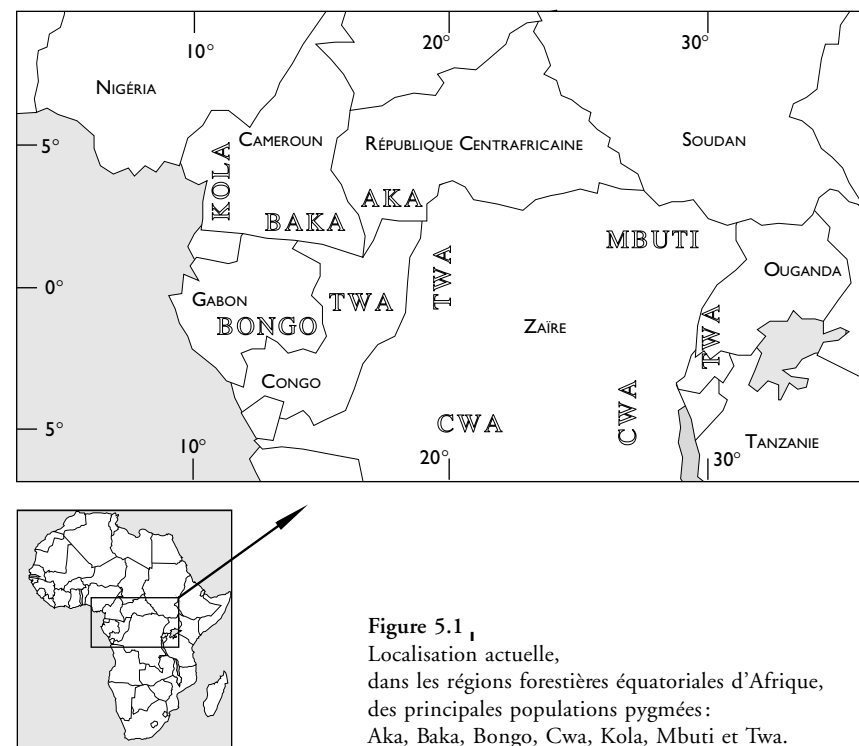 10° 20° 30°
NIGÉRIA
5° KOLA CAMEROUN RÉPUBLIQUE CENTRAFRICAINE SOUDAN
BAKA AKA
MBUTI
TWA
OUGANDA
0° GABON TWA
BONGO ZAÏRE TWA
CONGO
CWA
5° CWA
TANZANIE
10° 20° 30°
Figure 5.1
Localisation actuelle,
dans les régions forestières équatoriales d'Afrique,
des principales populations pygmées :
Aka, Baka, Bongo, Cwa, Kola, Mbuti et Twa.